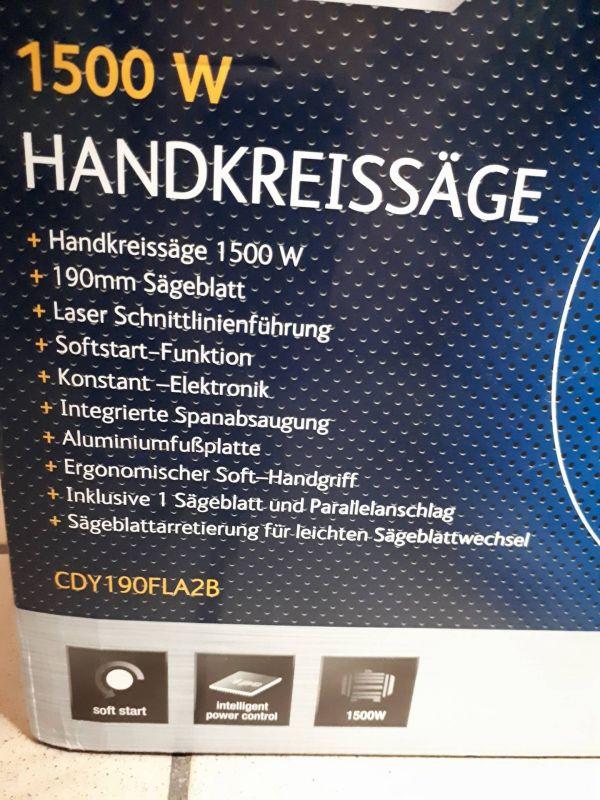 1500 W
HANDKREISSÄGE
+ Handkreissäge 1500 W
+ 190mm Sägeblatt
+ Laser Schnittlinienführung
+ Softstart–Funktion
+ Konstant –Elektronik
+ Integrierte Spanabsaugung
+ Aluminiumfußplatte
+ Ergonomischer Soft–Handgriff
+ Inklusive 1 Sägeblatt und Parallelanschlag
+ Sägeblattarretierung für leichten Sägeblattwechsel
CDY190FLA2B
soft start
intelligent
power control
1500W